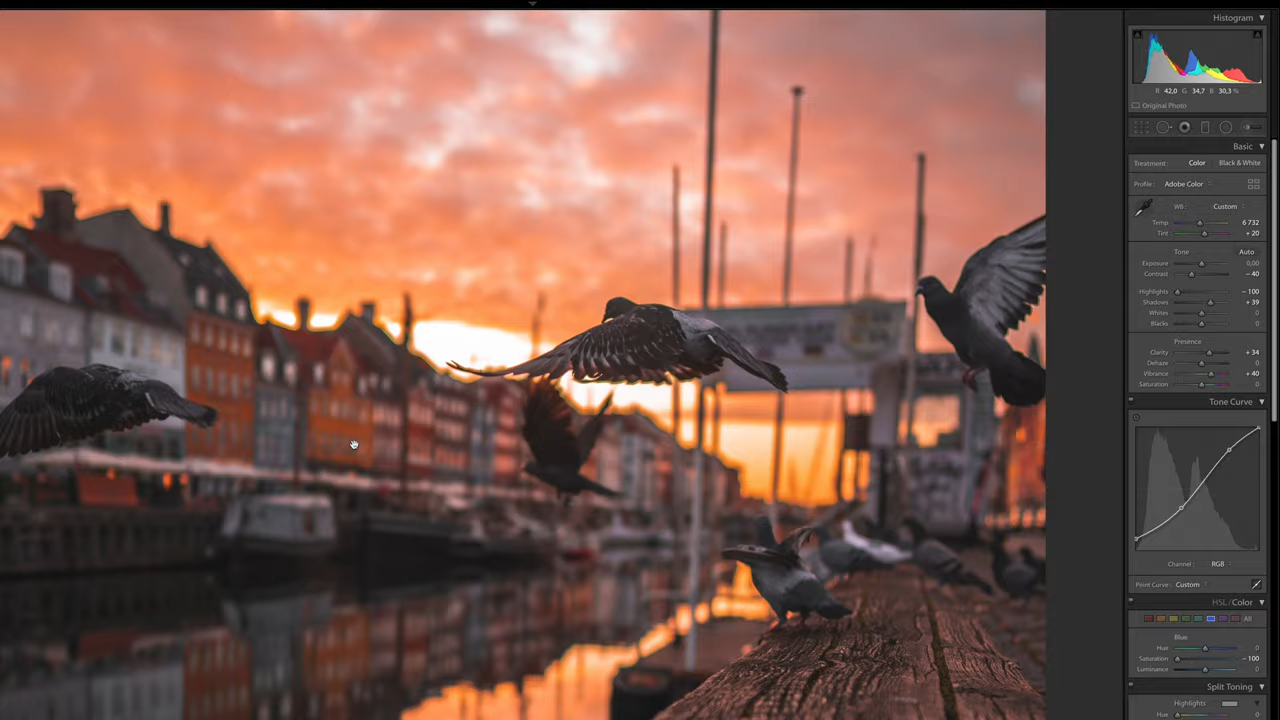 Histogram
R 42,0 G 34,7 B 30,3 %
Original Photo
Basic
Treatment: Color Black & White
Profile: Adobe Color
WB: Custom
Temp 6 732
Tint + 20
Tone Auto
Exposure 0,00
Contrast − 40
Highlights − 100
Shadows + 39
Whites 0
Blacks 0
Presence
Clarity + 34
Dehaze 0
Vibrance + 40
Saturation 0
Tone Curve
Channel: RGB
Point Curve: Custom
HSL / Color
All
Blue
Hue 0
Saturation − 100
Luminance 0
Split Toning
Highlights
Hue 0